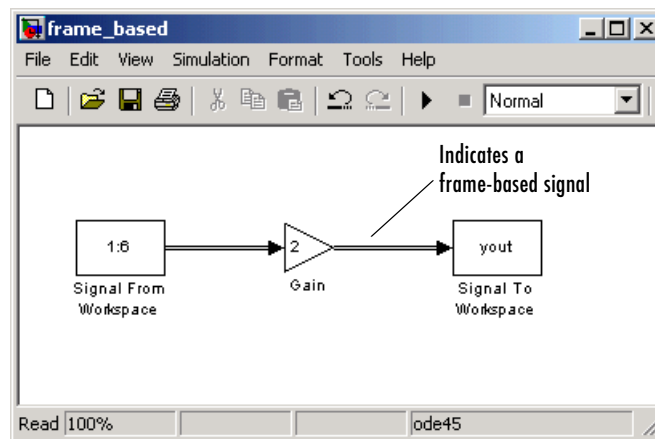 frame_based
File Edit View Simulation Format Tools Help
Normal
Indicates a
frame-based signal
1:6
2
yout
Signal From
Workspace
Gain
Signal To
Workspace
Read 100% ode45